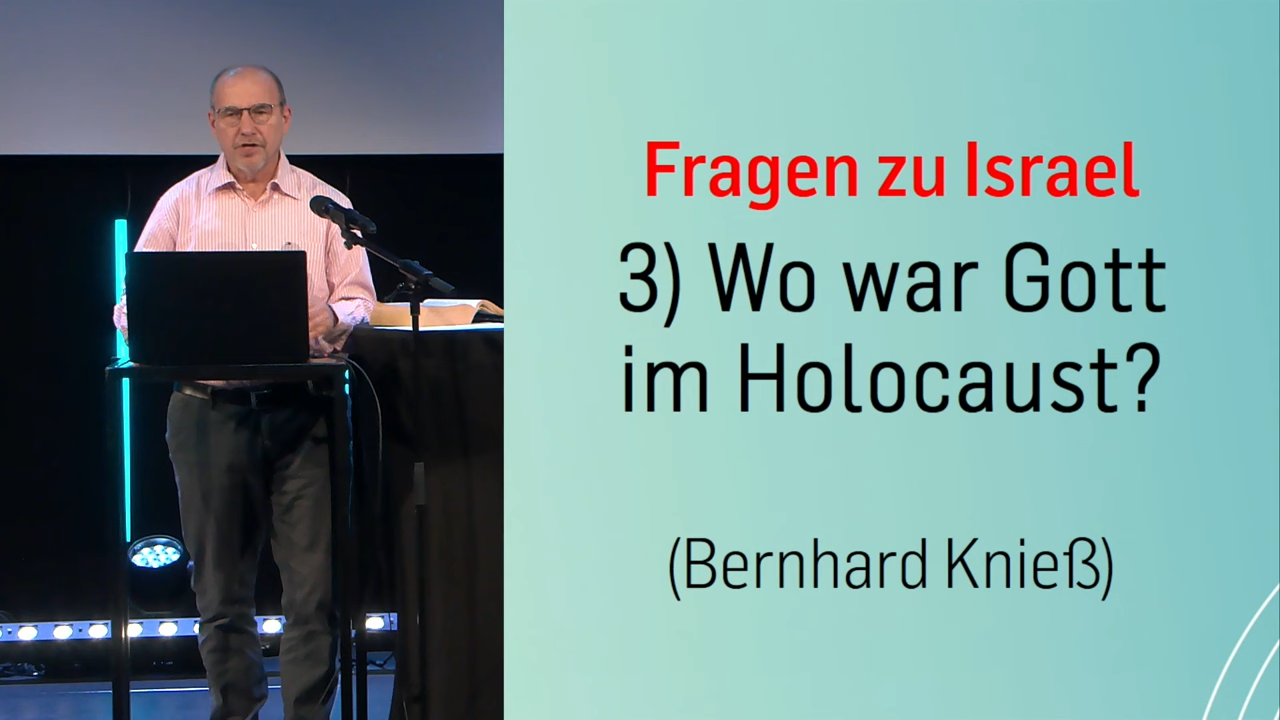 Fragen zu Israel
3) Wo war Gott
im Holocaust?
(Bernhard Knieß)